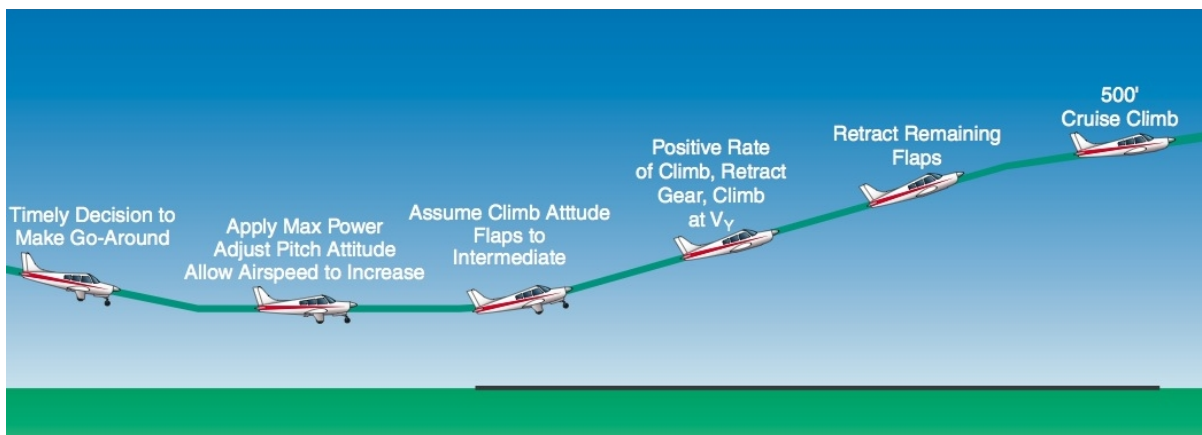 Timely Decision to
Make Go-Around
Apply Max Power
Adjust Pitch Attitude
Allow Airspeed to Increase
Assume Climb Atttude
Flaps to
Intermediate
Positive Rate
of Climb, Retract
Gear, Climb
at VY
Retract Remaining
Flaps
500'
Cruise Climb